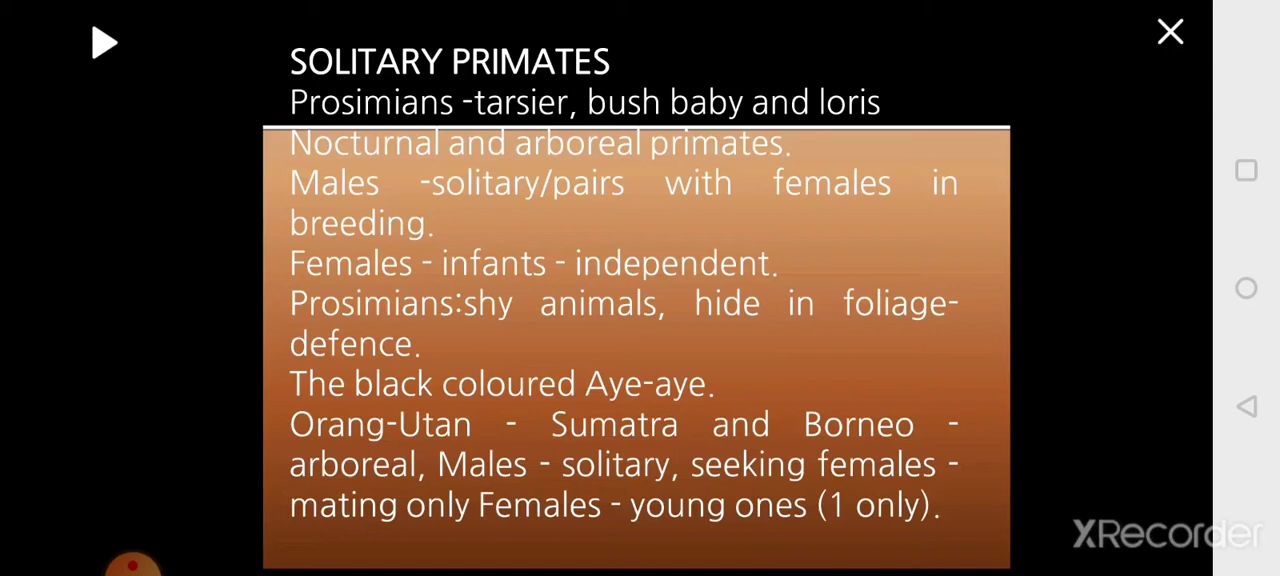 SOLITARY PRIMATES
Prosimians -tarsier, bush baby and loris
Nocturnal and arboreal primates.
Males -solitary/pairs with females in
breeding.
Females - infants - independent.
Prosimians:shy animals, hide in foliage-
defence.
The black coloured Aye-aye.
Orang-Utan - Sumatra and Borneo -
arboreal, Males - solitary, seeking females -
mating only Females - young ones (1 only).
XRecorder